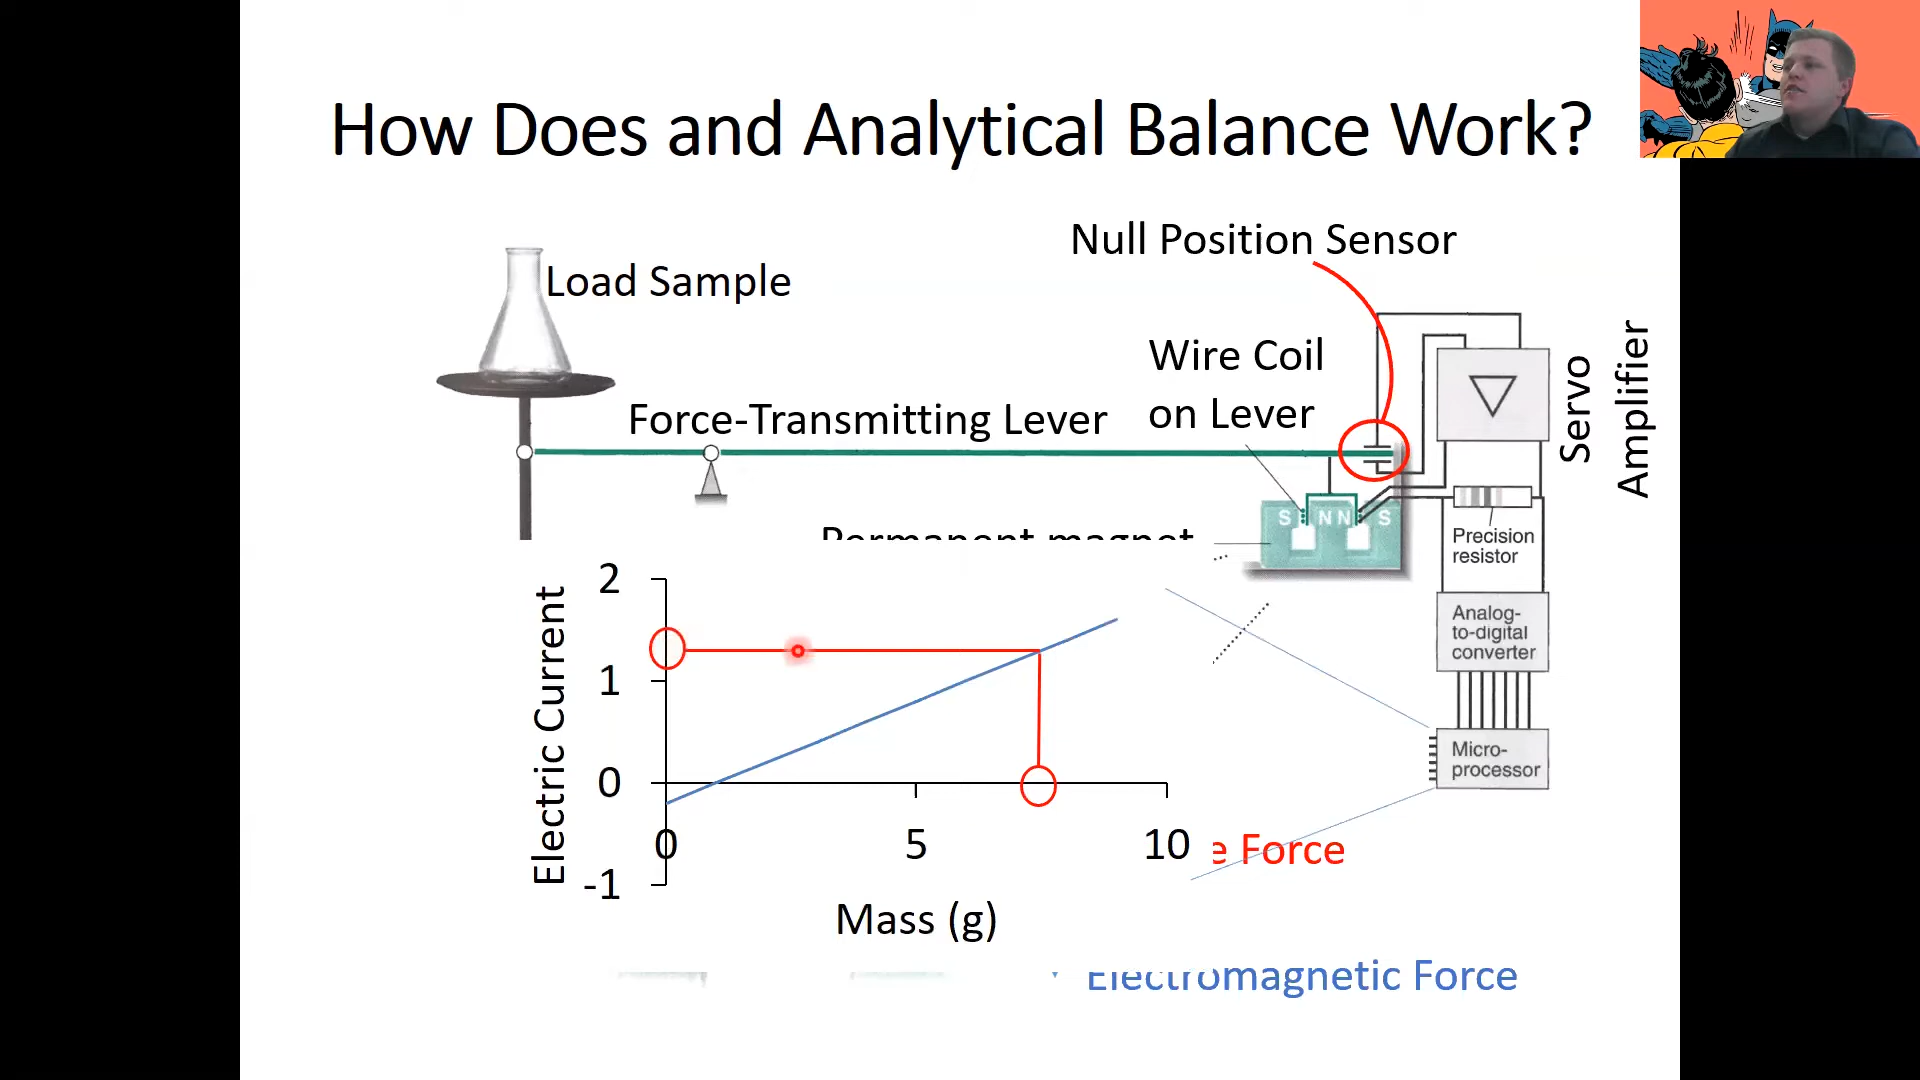 How Does and Analytical Balance Work?
Null Position Sensor
Load Sample
Wire Coil
on Lever
Force-Transmitting Lever
Servo
Amplifier
S N N S
Permanent magnet
Precision
resistor
Analog-
to-digital
converter
Micro-
processor
Electric Current
2
1
0
-1
0 5 10
Mass (g)
e Force
Electromagnetic Force